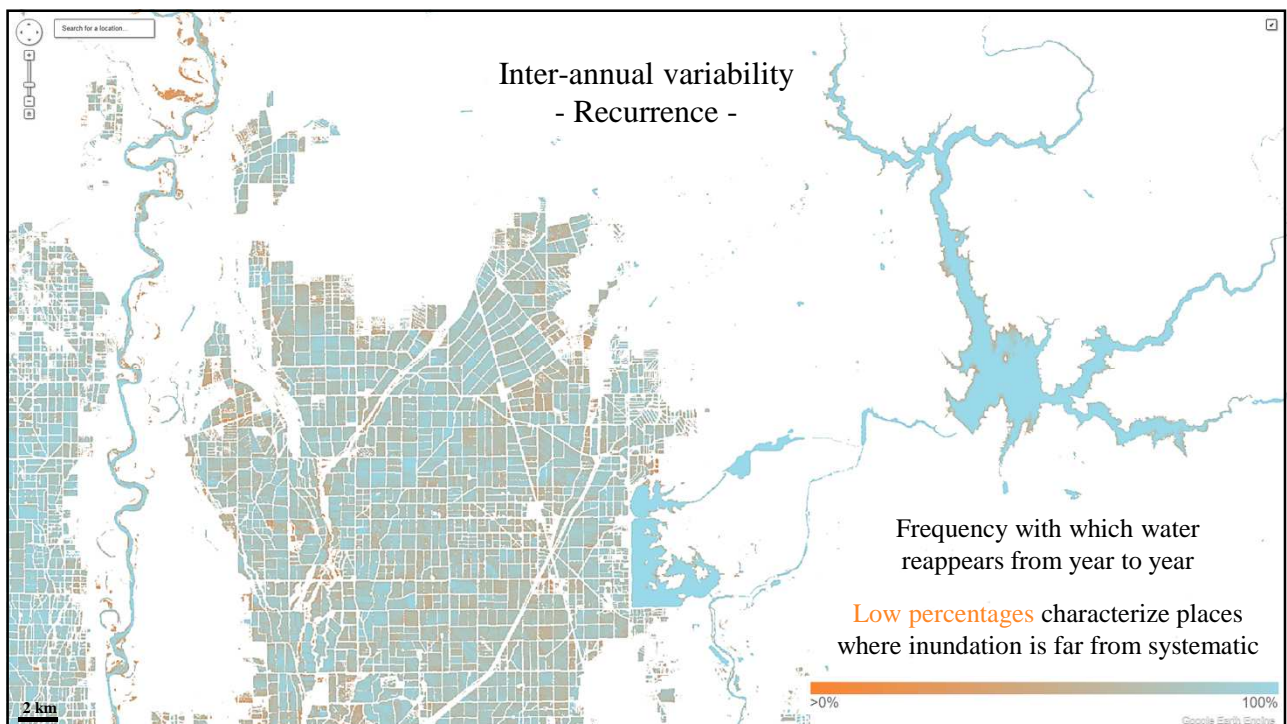 Search for a location...
Inter-annual variability
- Recurrence -
Frequency with which water
reappears from year to year
Low percentages characterize places
where inundation is far from systematic
>0%
100%
2 km
Google Earth Engine